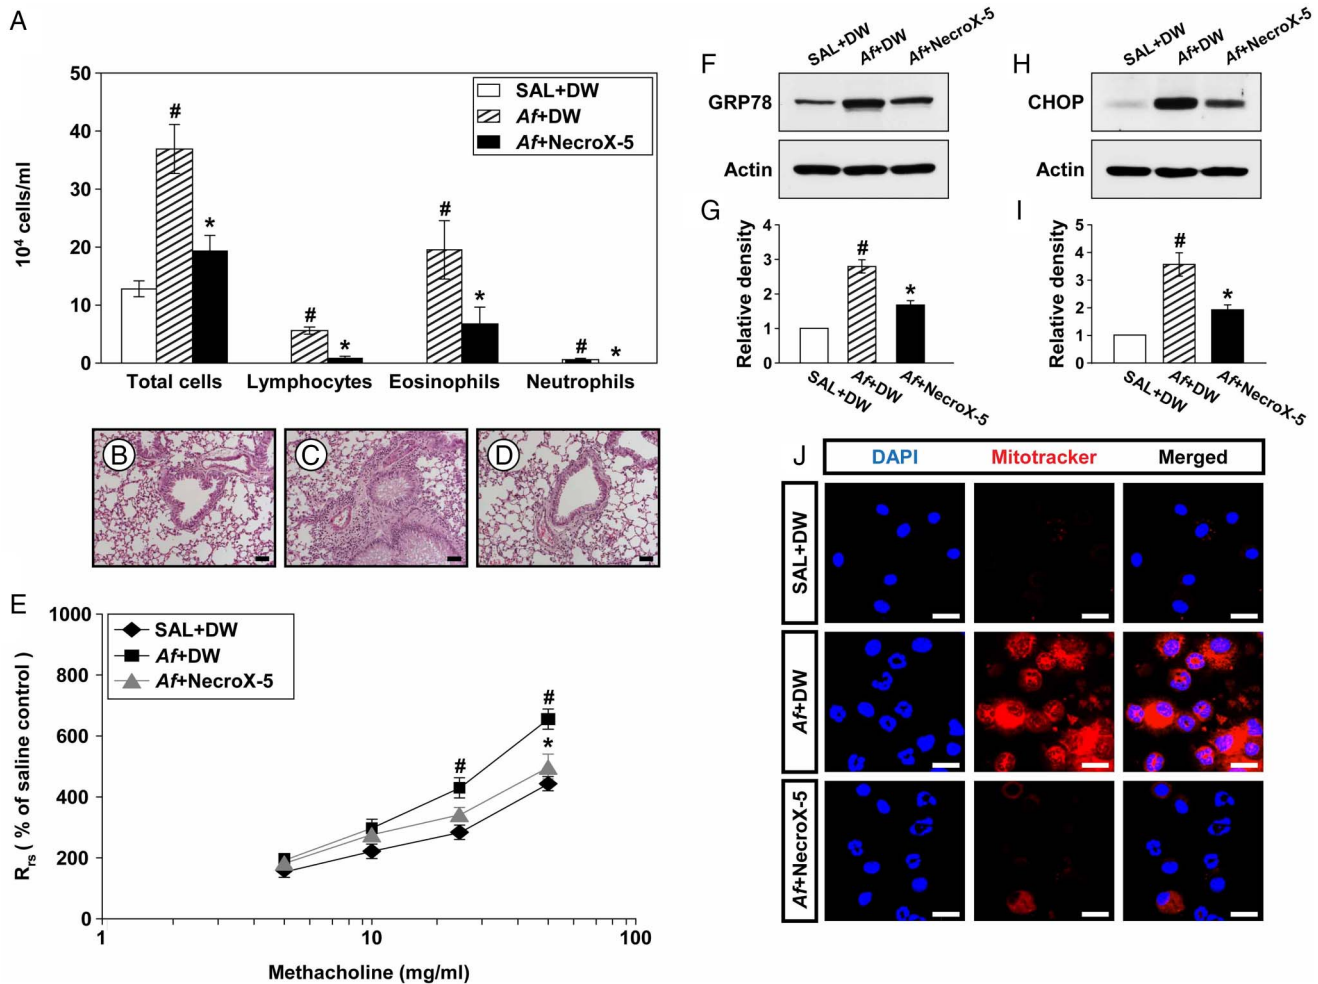 A
50
40
30
20
10
0
10⁴ cells/ml
SAL+DW
Af+DW
Af+NecroX-5
#
*
#
*
#
*
#
*
Total cells
Lymphocytes
Eosinophils
Neutrophils
B
C
D
E
1000
800
600
400
200
0
Rrs ( % of saline control )
SAL+DW
Af+DW
Af+NecroX-5
#
#
*
1
10
100
Methacholine (mg/ml)
F
SAL+DW
Af+DW
Af+NecroX-5
GRP78
Actin
G
4
3
2
1
0
Relative density
#
*
SAL+DW
Af+DW
Af+NecroX-5
H
SAL+DW
Af+DW
Af+NecroX-5
CHOP
Actin
I
5
4
3
2
1
0
Relative density
#
*
SAL+DW
Af+DW
Af+NecroX-5
J
DAPI
Mitotracker
Merged
SAL+DW
Af+DW
Af+NecroX-5